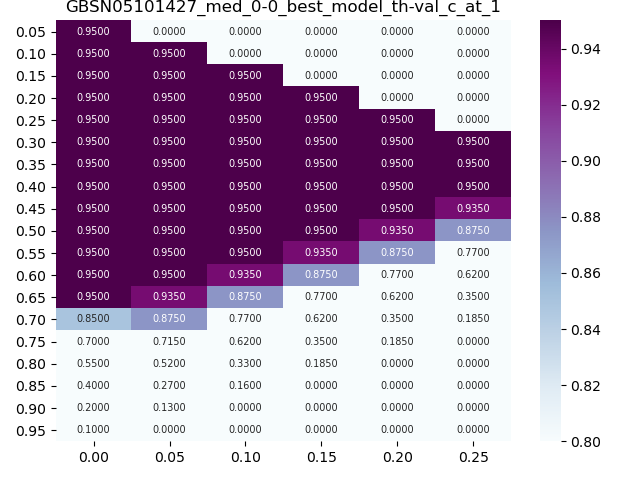 GBSN05101427_med_0-0_best_model_th-val_c_at_1
0.05 0.9500 0.0000 0.0000 0.0000 0.0000 0.0000
0.10 0.9500 0.9500 0.0000 0.0000 0.0000 0.0000
0.15 0.9500 0.9500 0.9500 0.0000 0.0000 0.0000
0.20 0.9500 0.9500 0.9500 0.9500 0.0000 0.0000
0.25 0.9500 0.9500 0.9500 0.9500 0.9500 0.0000
0.30 0.9500 0.9500 0.9500 0.9500 0.9500 0.9500
0.35 0.9500 0.9500 0.9500 0.9500 0.9500 0.9500
0.40 0.9500 0.9500 0.9500 0.9500 0.9500 0.9500
0.45 0.9500 0.9500 0.9500 0.9500 0.9500 0.9350
0.50 0.9500 0.9500 0.9500 0.9500 0.9350 0.8750
0.55 0.9500 0.9500 0.9500 0.9350 0.8750 0.7700
0.60 0.9500 0.9500 0.9350 0.8750 0.7700 0.6200
0.65 0.9500 0.9350 0.8750 0.7700 0.6200 0.3500
0.70 0.8500 0.8750 0.7700 0.6200 0.3500 0.1850
0.75 0.7000 0.7150 0.6200 0.3500 0.1850 0.0000
0.80 0.5500 0.5200 0.3300 0.1850 0.0000 0.0000
0.85 0.4000 0.2700 0.1600 0.0000 0.0000 0.0000
0.90 0.2000 0.1300 0.0000 0.0000 0.0000 0.0000
0.95 0.1000 0.0000 0.0000 0.0000 0.0000 0.0000
0.00 0.05 0.10 0.15 0.20 0.25
0.94
0.92
0.90
0.88
0.86
0.84
0.82
0.80